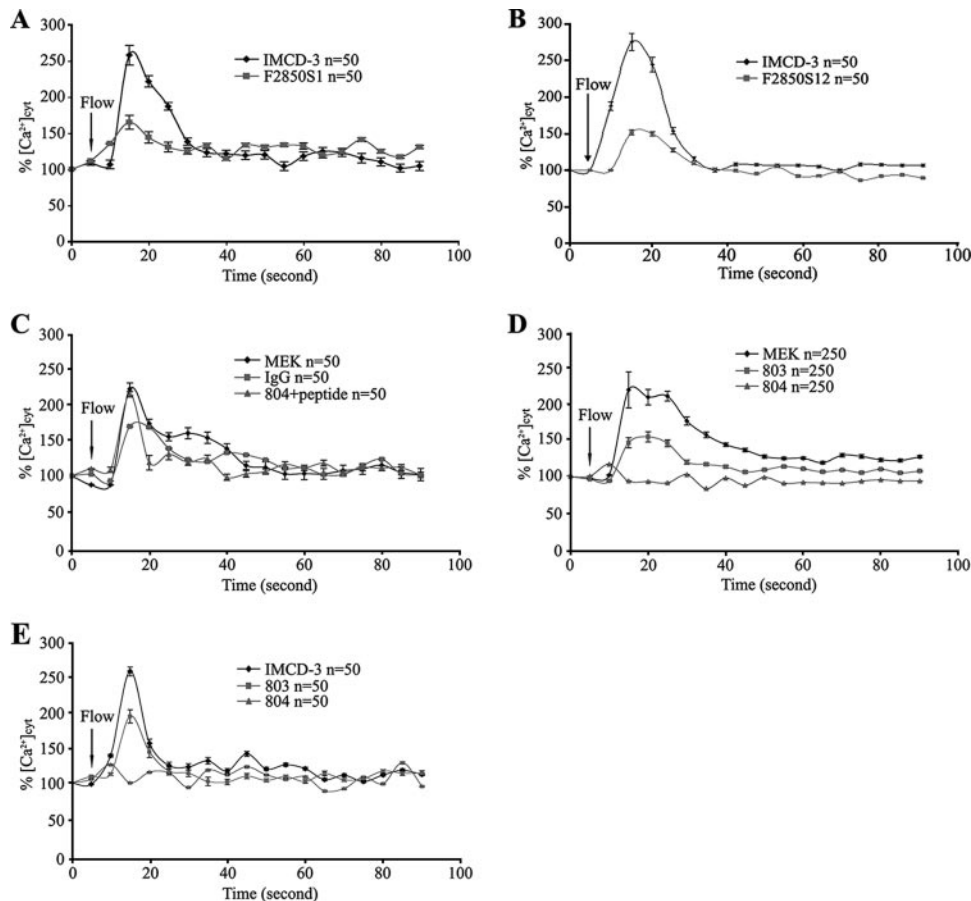 A
300
250
200
150
100
50
0
% [Ca²⁺]cyt
Flow
IMCD-3 n=50
F2850S1 n=50
0 20 40 60 80 100
Time (second)
B
300
250
200
150
100
50
0
% [Ca²⁺]cyt
Flow
IMCD-3 n=50
F2850S12 n=50
0 20 40 60 80 100
Time (second)
C
300
250
200
150
100
50
0
% [Ca²⁺]cyt
Flow
MEK n=50
IgG n=50
804+peptide n=50
0 20 40 60 80 100
Time (second)
D
300
250
200
150
100
50
0
% [Ca²⁺]cyt
Flow
MEK n=250
803 n=250
804 n=250
0 20 40 60 80 100
Time (second)
E
300
250
200
150
100
50
0
% [Ca²⁺]cyt
Flow
IMCD-3 n=50
803 n=50
804 n=50
0 20 40 60 80 100
Time (second)